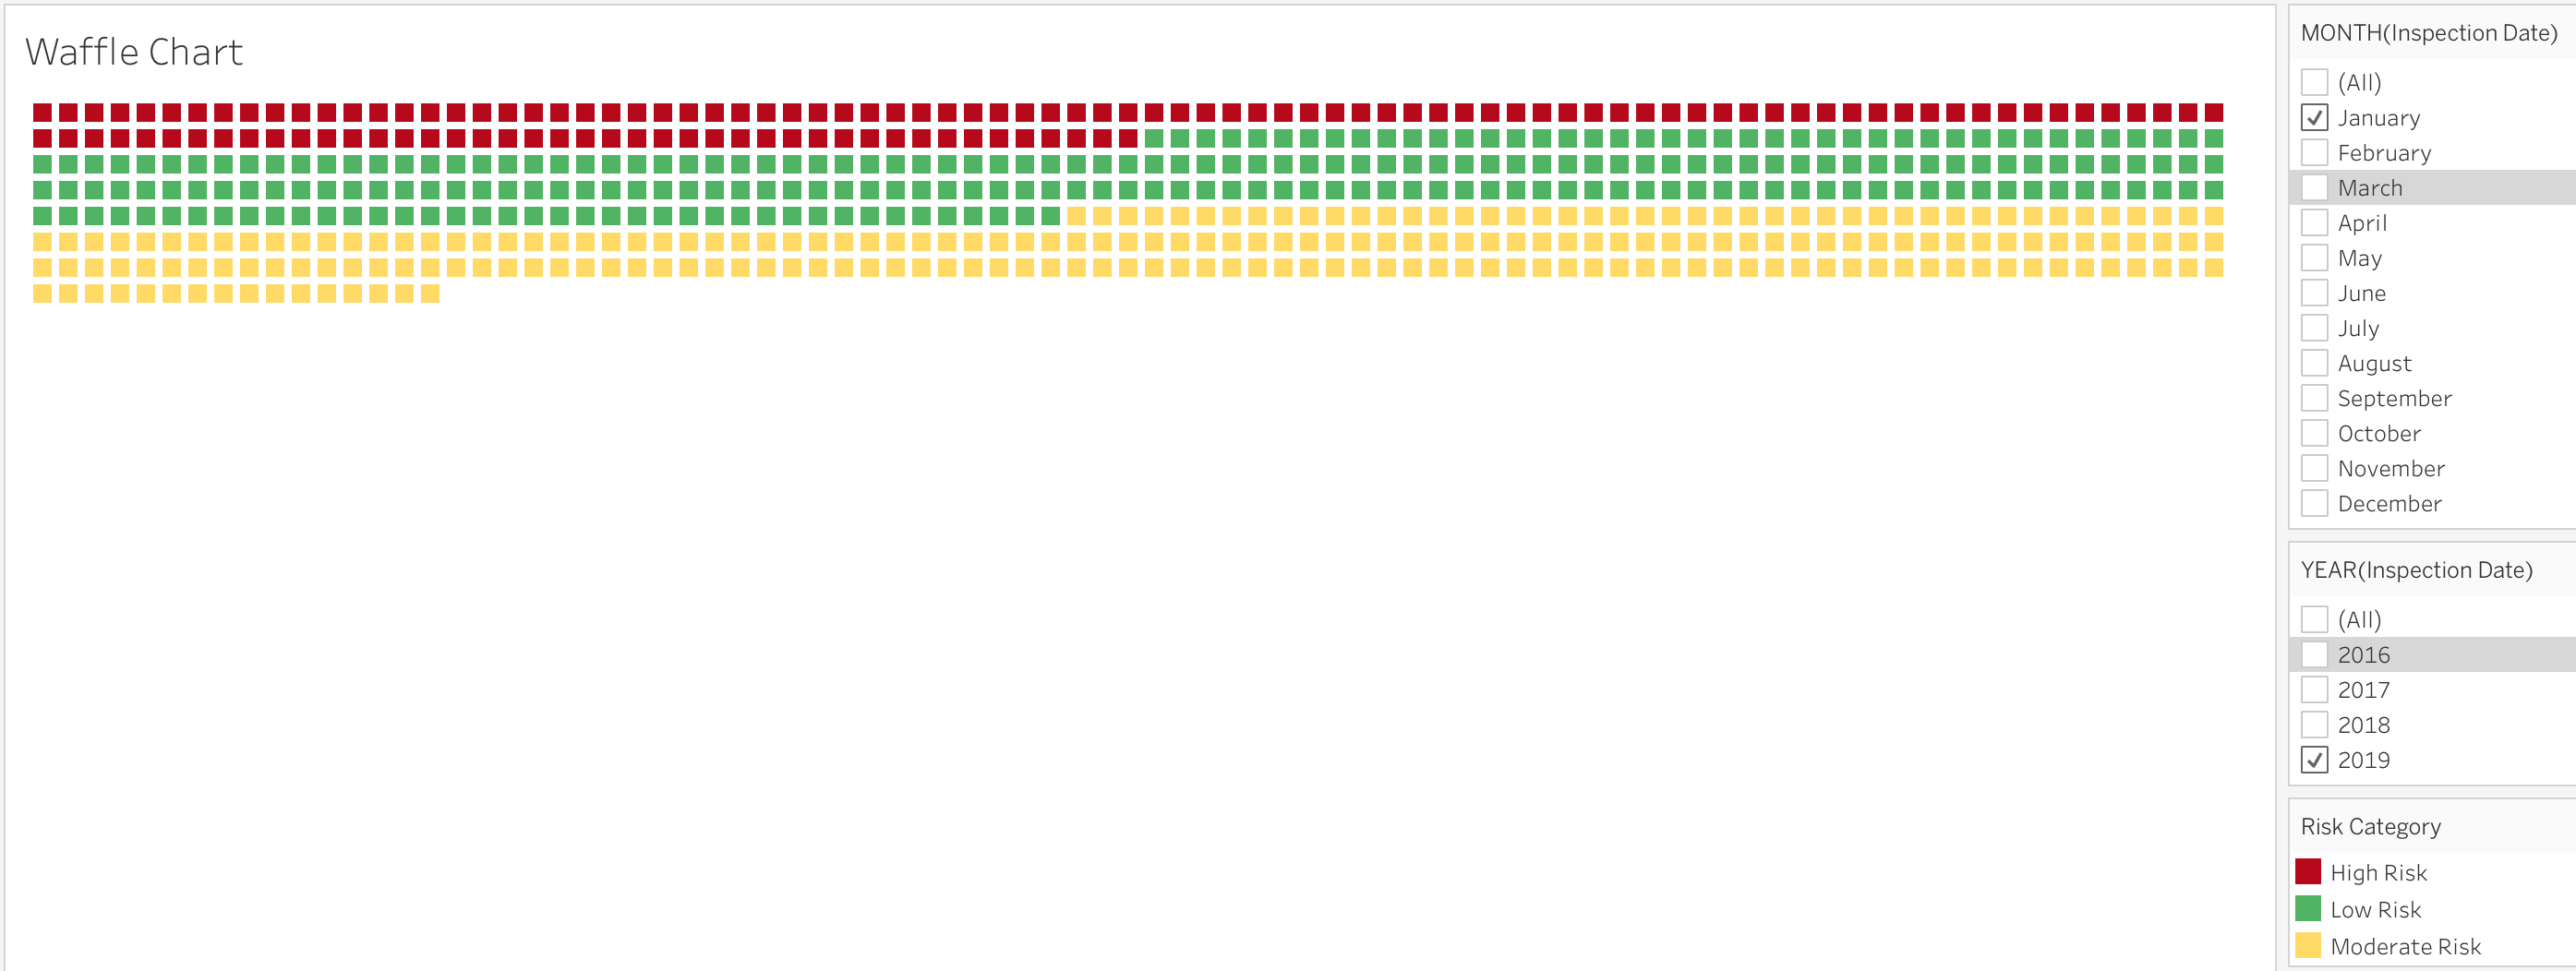 Waffle Chart
MONTH(Inspection Date)
(All)
January
February
March
April
May
June
July
August
September
October
November
December
YEAR(Inspection Date)
(All)
2016
2017
2018
2019
Risk Category
High Risk
Low Risk
Moderate Risk